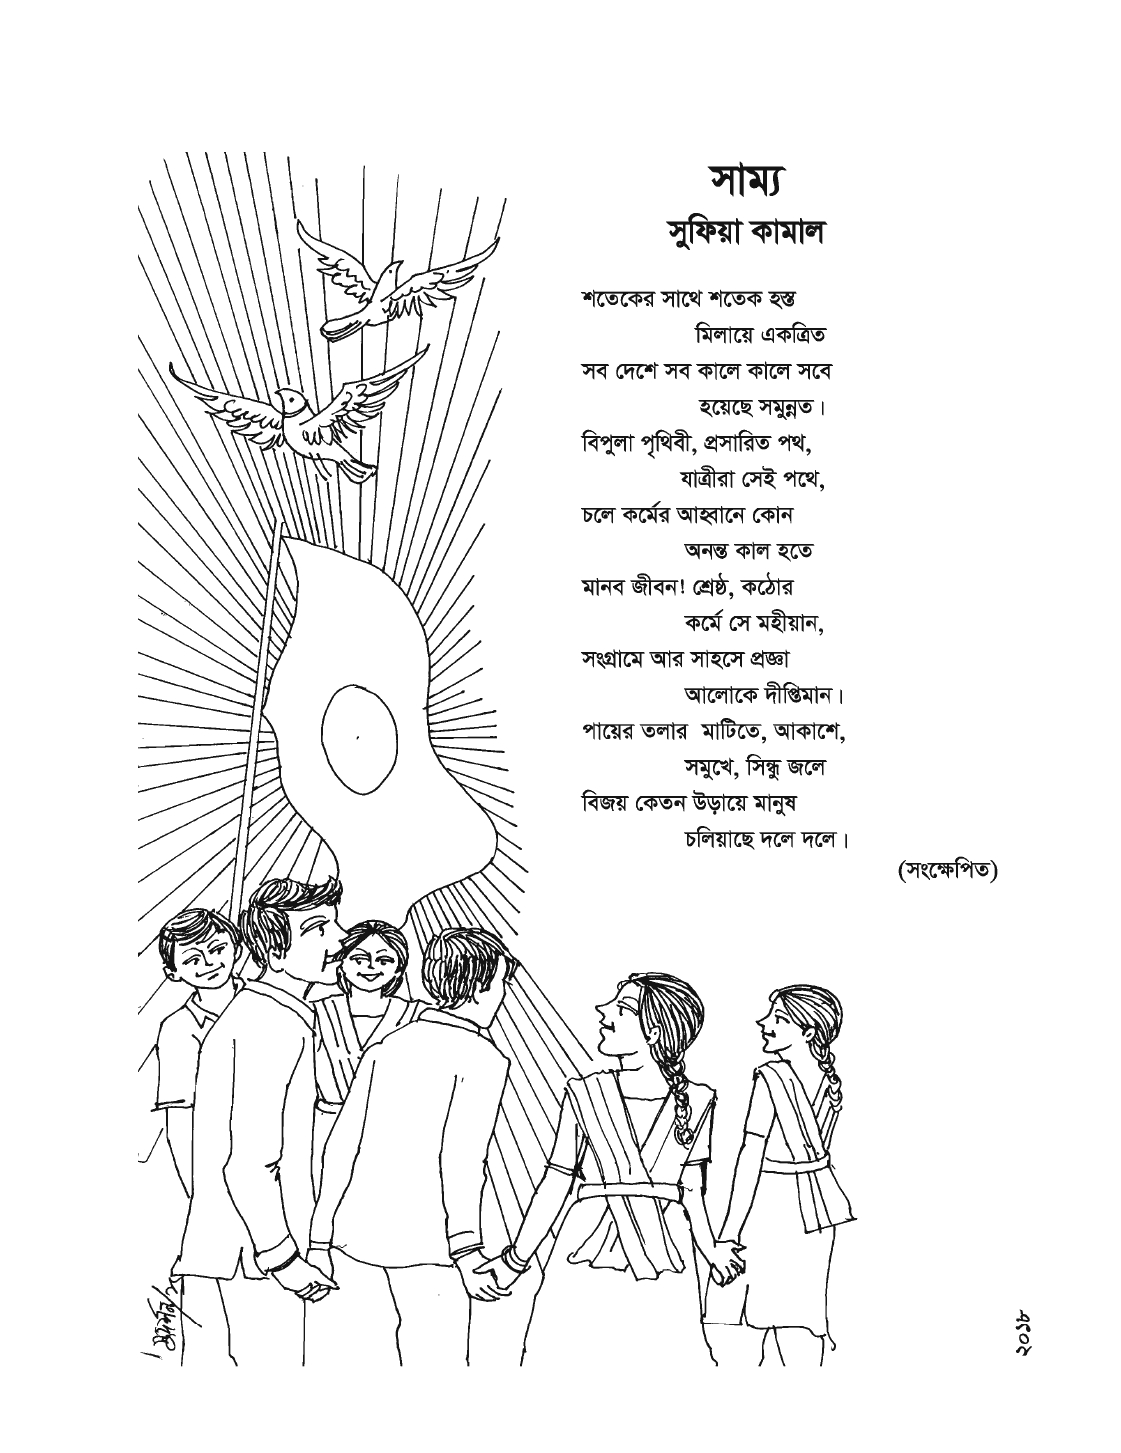 সাম্য
সুফিয়া কামাল
শতেকের সাথে শতেক হস্ত
মিলায়ে একত্রিত
সব দেশে সব কালে কালে সবে
হয়েছে সমুন্নত।
বিপুলা পৃথিবী, প্রসারিত পথ,
যাত্রীরা সেই পথে,
চলে কর্মের আহ্বানে কোন
অনন্ত কাল হতে
মানব জীবন! শ্রেষ্ঠ, কঠোর
কর্মে সে মহীয়ান,
সংগ্রামে আর সাহসে প্রজ্ঞা
আলোকে দীপ্তিমান।
পায়ের তলার মাটিতে, আকাশে,
সমুখে, সিন্ধু জলে
বিজয় কেতন উড়ায়ে মানুষ
চলিয়াছে দলে দলে।
(সংক্ষেপিত)
২০১৮